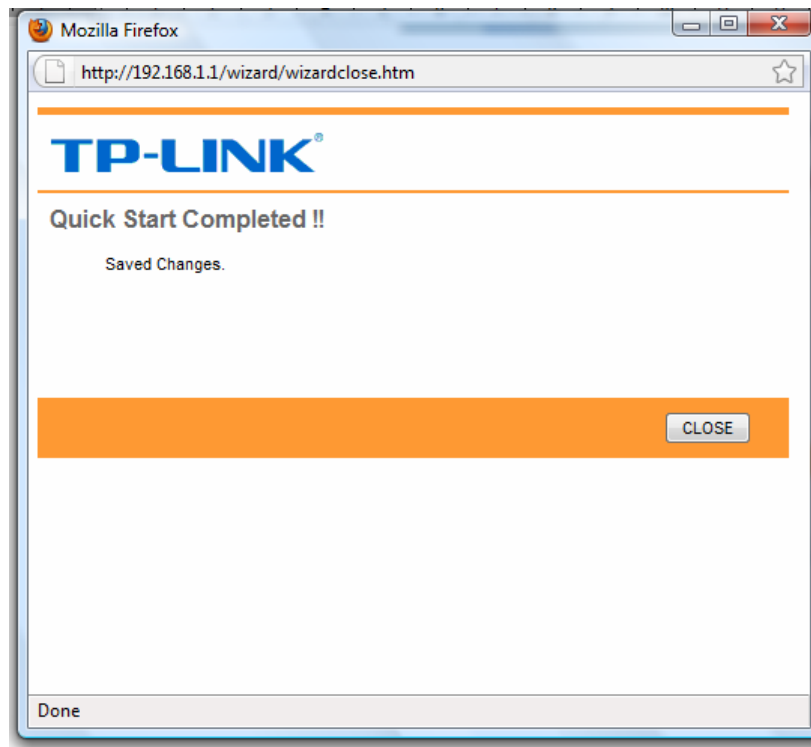 Mozilla Firefox
http://192.168.1.1/wizard/wizardclose.htm
TP-LINK®
Quick Start Completed !!
Saved Changes.
CLOSE
Done